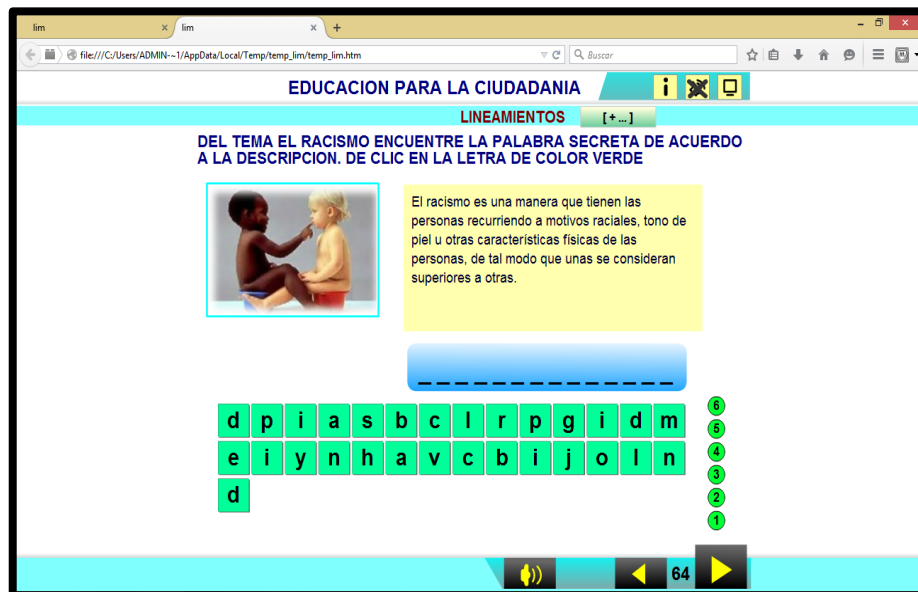 lim
lim
file:///C:/Users/ADMIN-~1/AppData/Local/Temp/temp_lim/temp_lim.htm
Buscar
EDUCACION PARA LA CIUDADANIA
LINEAMIENTOS
[+...]
DEL TEMA EL RACISMO ENCUENTRE LA PALABRA SECRETA DE ACUERDO
A LA DESCRIPCION. DE CLIC EN LA LETRA DE COLOR VERDE
El racismo es una manera que tienen las
personas recurriendo a motivos raciales, tono de
piel u otras características físicas de las
personas, de tal modo que unas se consideran
superiores a otras.
_ _ _ _ _ _ _ _ _ _ _ _ _ _
d p i a s b c l r p g i d m
e i y n h a v c b i j o l n
d
6
5
4
3
2
1
64